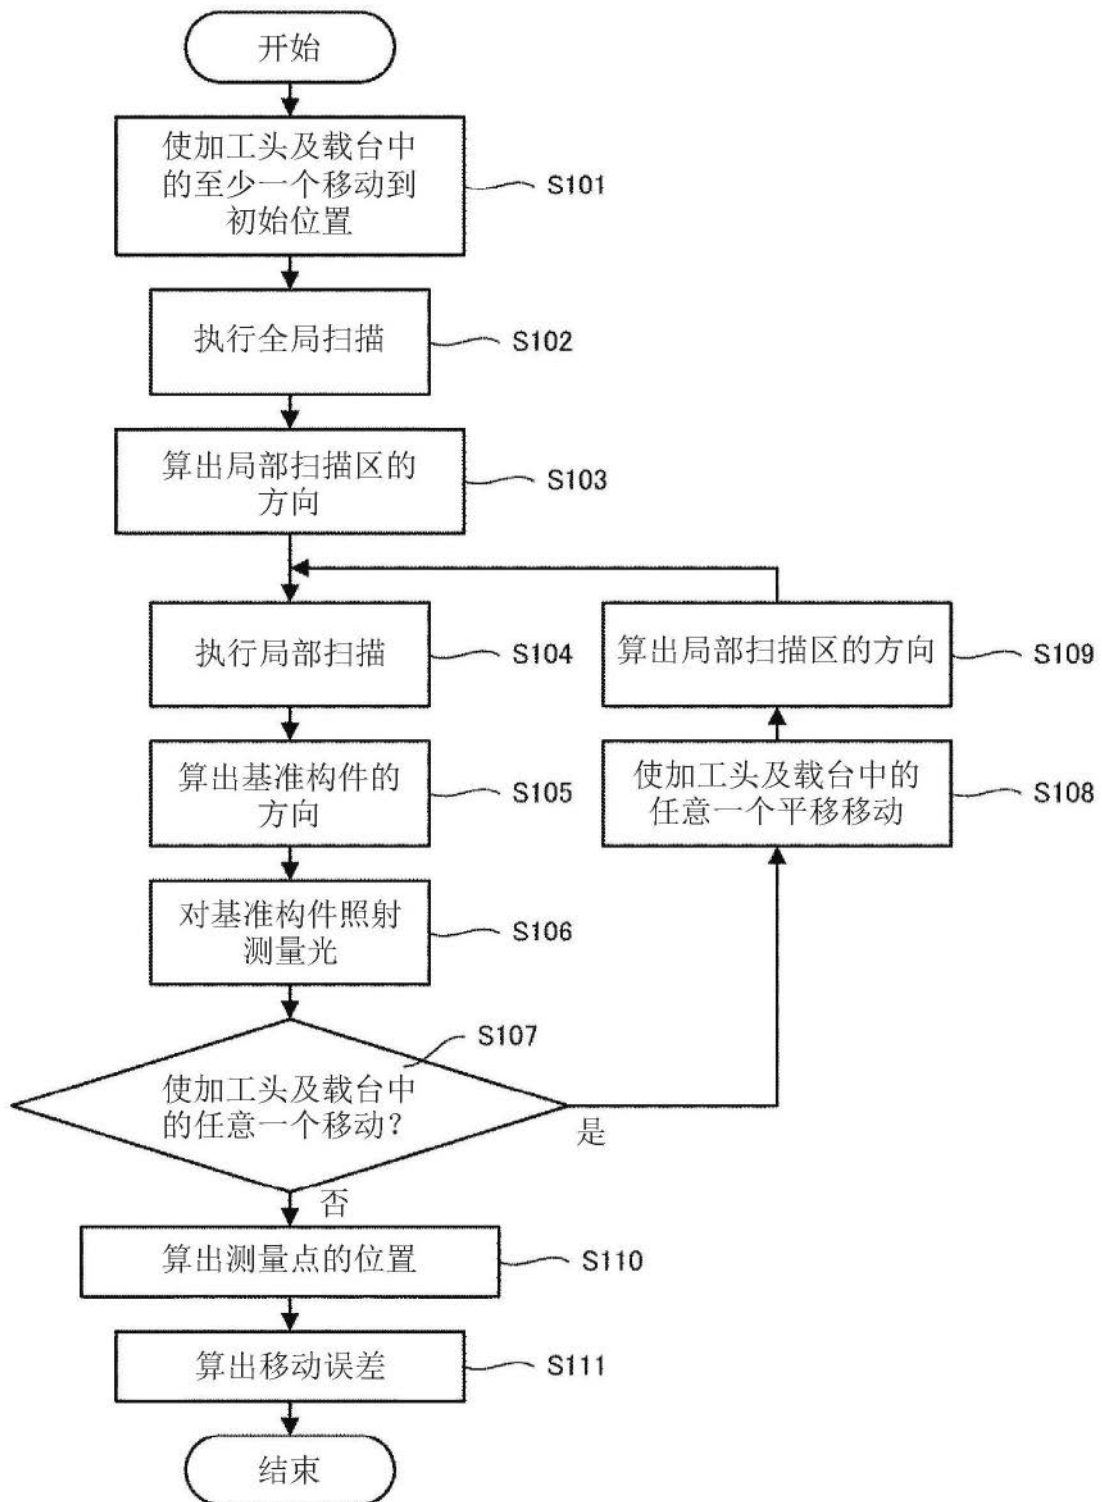 开始
使加工头及载台中
的至少一个移动到
初始位置
S101
执行全局扫描
S102
算出局部扫描区的
方向
S103
执行局部扫描
S104
算出基准构件的
方向
S105
对基准构件照射
测量光
S106
使加工头及载台中
的任意一个移动?
S107
是
使加工头及载台中的
任意一个平移移动
S108
算出局部扫描区的方向
S109
否
算出测量点的位置
S110
算出移动误差
S111
结束